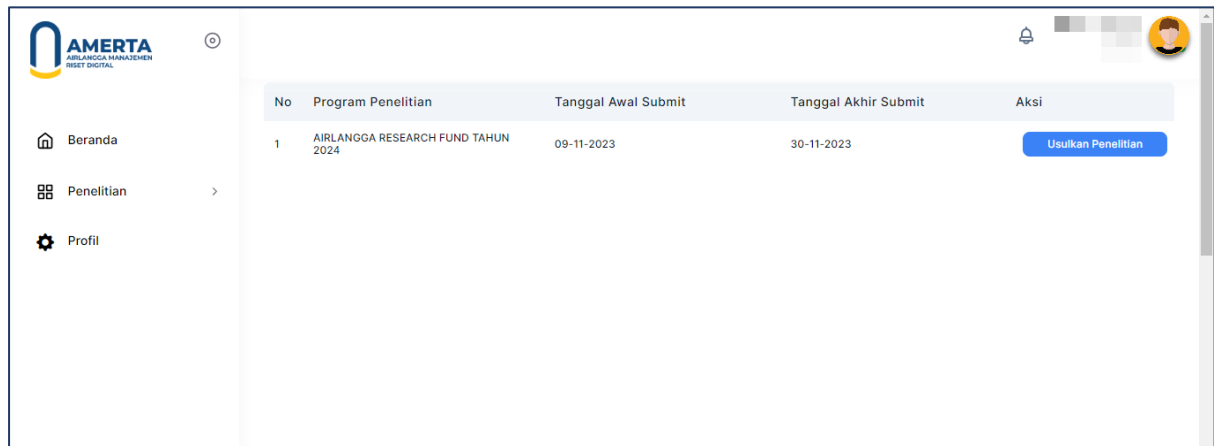 AMERTA
AIRLANGGA MANAJEMEN
RISET DIGITAL
Beranda
Penelitian
Profil
No Program Penelitian Tanggal Awal Submit Tanggal Akhir Submit Aksi
1 AIRLANGGA RESEARCH FUND TAHUN 2024 09-11-2023 30-11-2023 Usulkan Penelitian